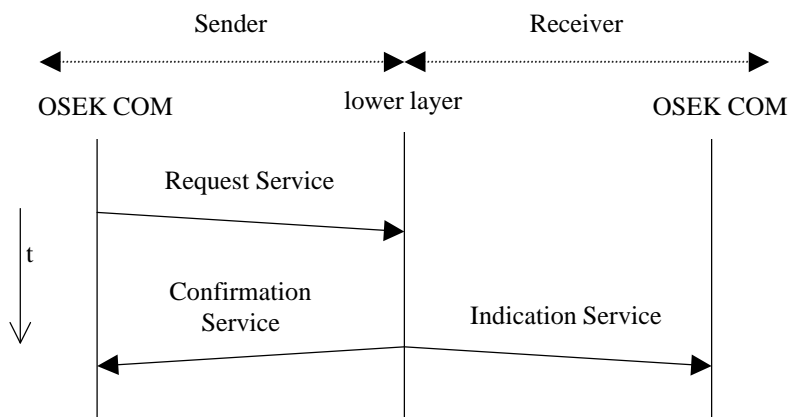 Sender
Receiver
OSEK COM
lower layer
OSEK COM
Request Service
t
Confirmation
Service
Indication Service